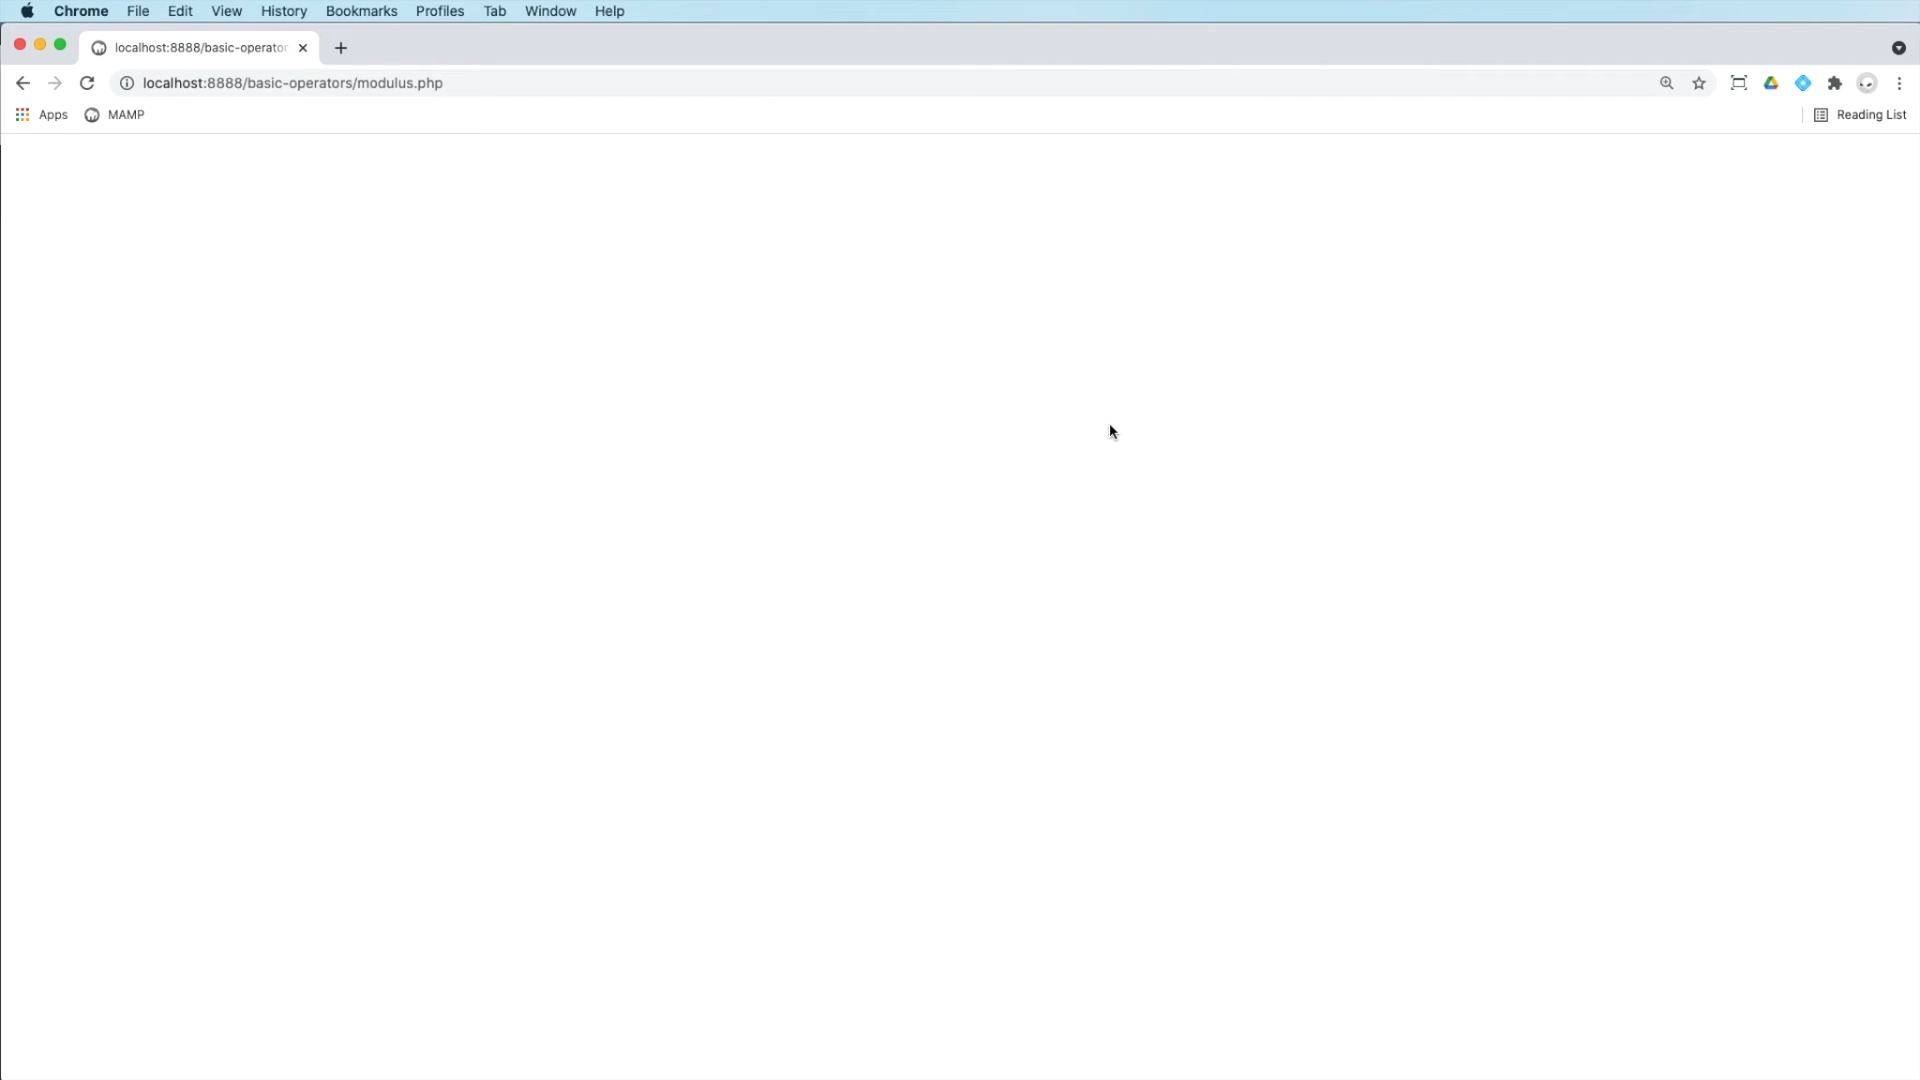 Chrome File Edit View History Bookmarks Profiles Tab Window Help
localhost:8888/basic-operator
localhost:8888/basic-operators/modulus.php
Apps MAMP Reading List